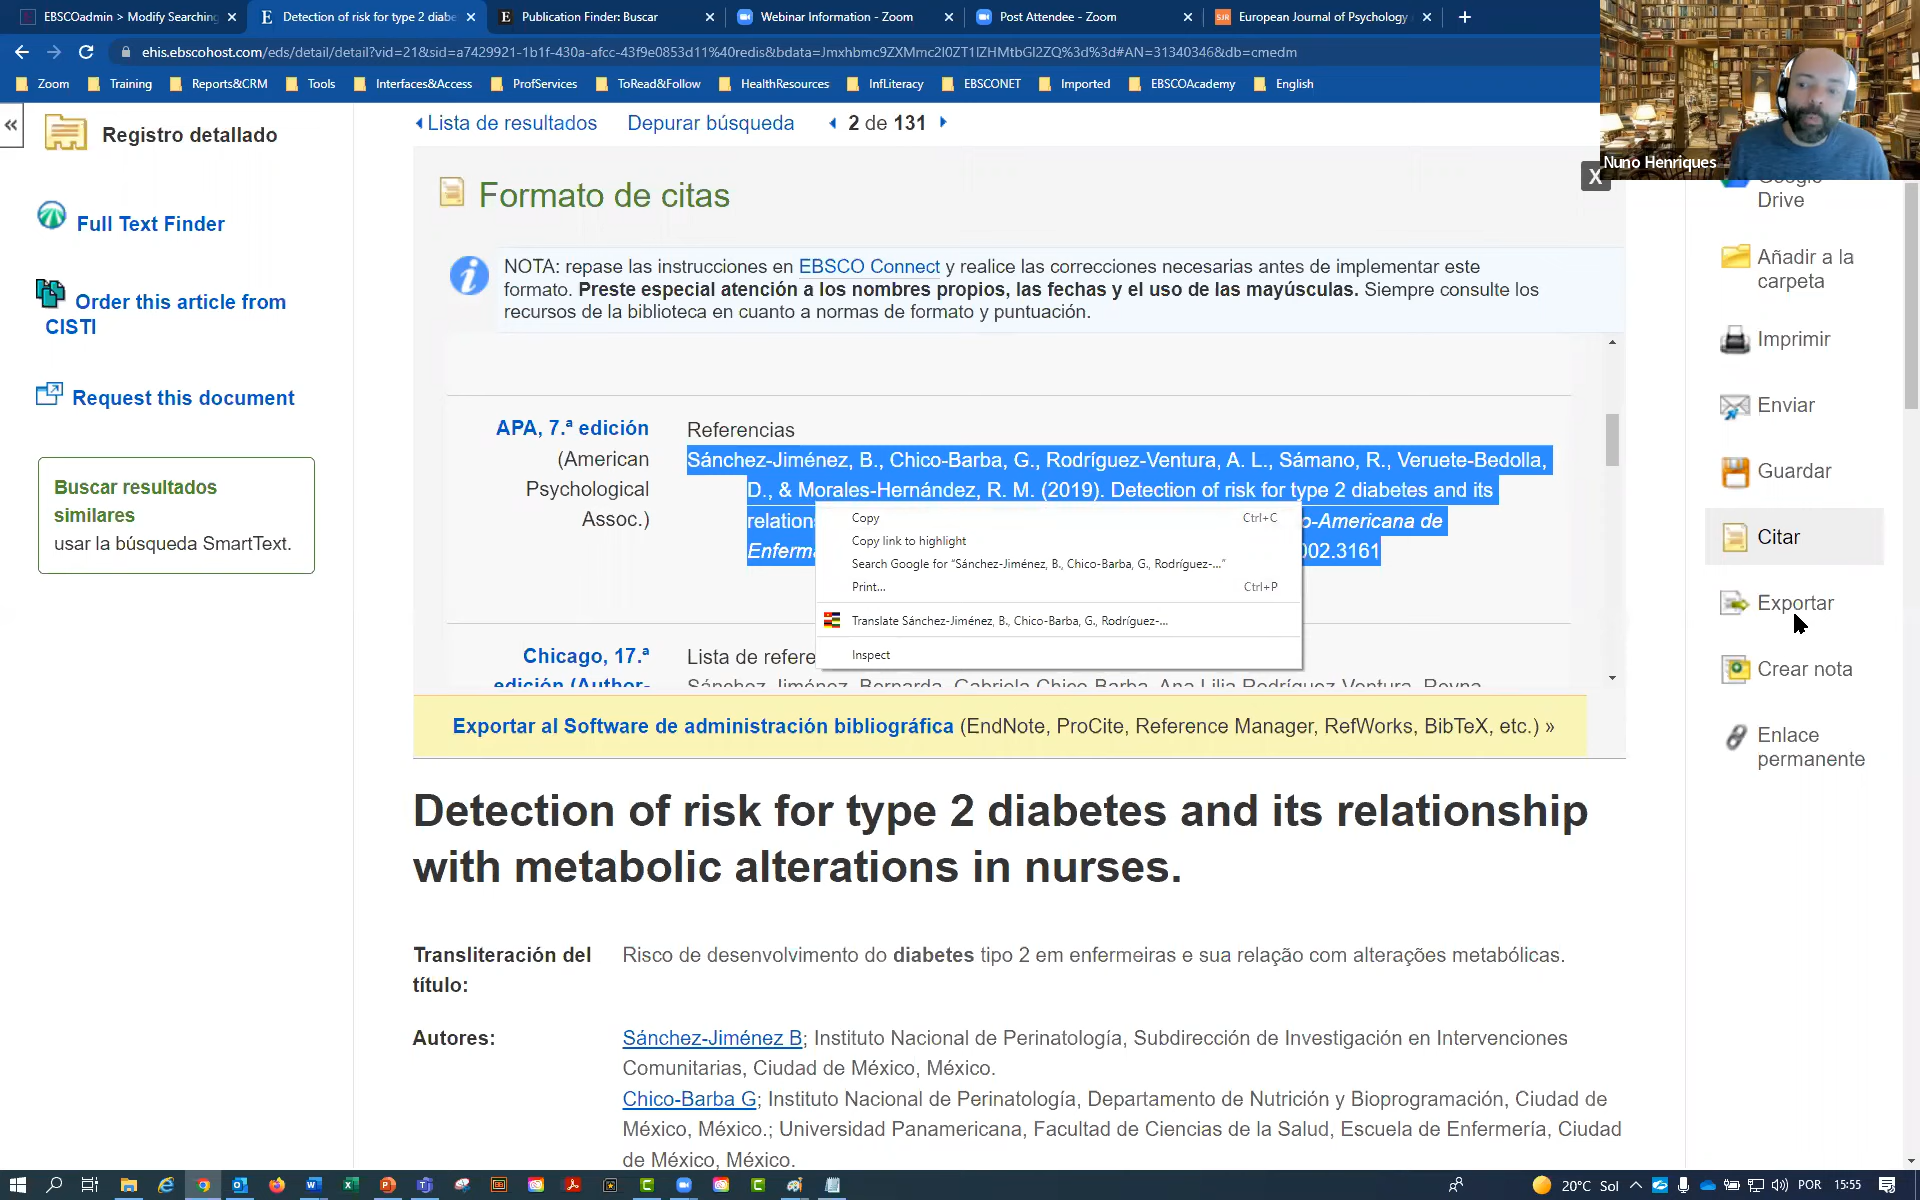 EBSCOadmin > Modify Searching
Detection of risk for type 2 diabe
Publication Finder: Buscar
Webinar Information - Zoom
Post Attendee - Zoom
European Journal of Psychology
ehis.ebscohost.com/eds/detail/detail?vid=21&sid=a7429921-1b1f-430a-afcc-43f9e0853d11%40redis&bdata=Jmxhbmc9ZXMmc2l0ZT1lZHMtbGl2ZQ%3d%3d#AN=31340346&db=cmedm
Zoom Training Reports&CRM Tools Interfaces&Access ProfServices ToRead&Follow HealthResources InfLiteracy EBSCONET Imported EBSCOAcademy English
Nuno Henriques
Registro detallado
Full Text Finder
Order this article from
CISTI
Request this document
Buscar resultados
similares
usar la búsqueda SmartText.
Lista de resultados Depurar búsqueda 2 de 131
Formato de citas
X
NOTA: repase las instrucciones en EBSCO Connect y realice las correcciones necesarias antes de implementar este
formato. Preste especial atención a los nombres propios, las fechas y el uso de las mayúsculas. Siempre consulte los
recursos de la biblioteca en cuanto a normas de formato y puntuación.
APA, 7.ª edición
(American
Psychological
Assoc.)
Referencias
Sánchez-Jiménez, B., Chico-Barba, G., Rodríguez-Ventura, A. L., Sámano, R., Veruete-Bedolla,
D., & Morales-Hernández, R. M. (2019). Detection of risk for type 2 diabetes and its
relation o-Americana de
Enferma 002.3161
Copy Ctrl+C
Copy link to highlight
Search Google for “Sánchez-Jiménez, B., Chico-Barba, G., Rodríguez-...”
Print... Ctrl+P
Translate Sánchez-Jiménez, B., Chico-Barba, G., Rodríguez-...
Inspect
Chicago, 17.ª
edición (Author-
Lista de refere
Sánchez Jiménez, Bernarda, Gabriela Chico Barba, Ana Lilia Rodríguez Ventura, Reyna
Exportar al Software de administración bibliográfica (EndNote, ProCite, Reference Manager, RefWorks, BibTeX, etc.) »
Detection of risk for type 2 diabetes and its relationship
with metabolic alterations in nurses.
Transliteración del
título:
Risco de desenvolvimento do diabetes tipo 2 em enfermeiras e sua relação com alterações metabólicas.
Autores:
Sánchez-Jiménez B; Instituto Nacional de Perinatología, Subdirección de Investigación en Intervenciones
Comunitarias, Ciudad de México, México.
Chico-Barba G; Instituto Nacional de Perinatología, Departamento de Nutrición y Bioprogramación, Ciudad de
México, México.; Universidad Panamericana, Facultad de Ciencias de la Salud, Escuela de Enfermería, Ciudad
de México, México.
Google
Drive
Añadir a la
carpeta
Imprimir
Enviar
Guardar
Citar
Exportar
Crear nota
Enlace
permanente
20°C Sol POR 15:55